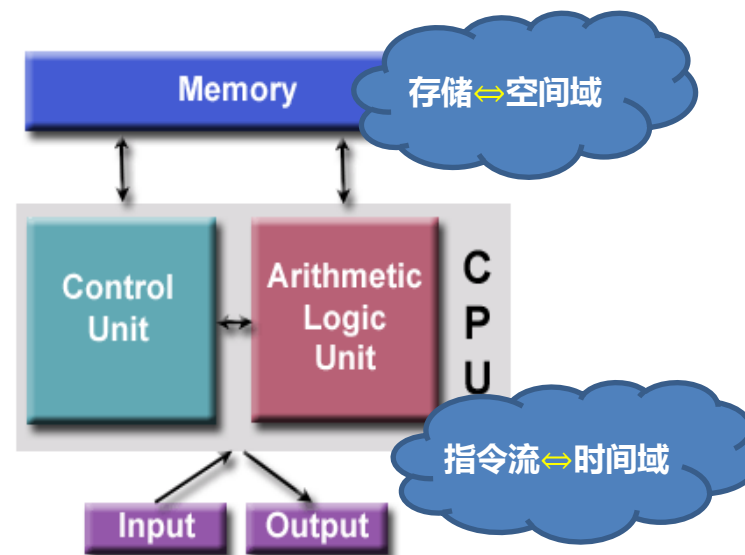 Memory
存储⇔空间域
Control
Unit
Arithmetic
Logic
Unit
C
P
U
指令流⇔时间域
Input
Output